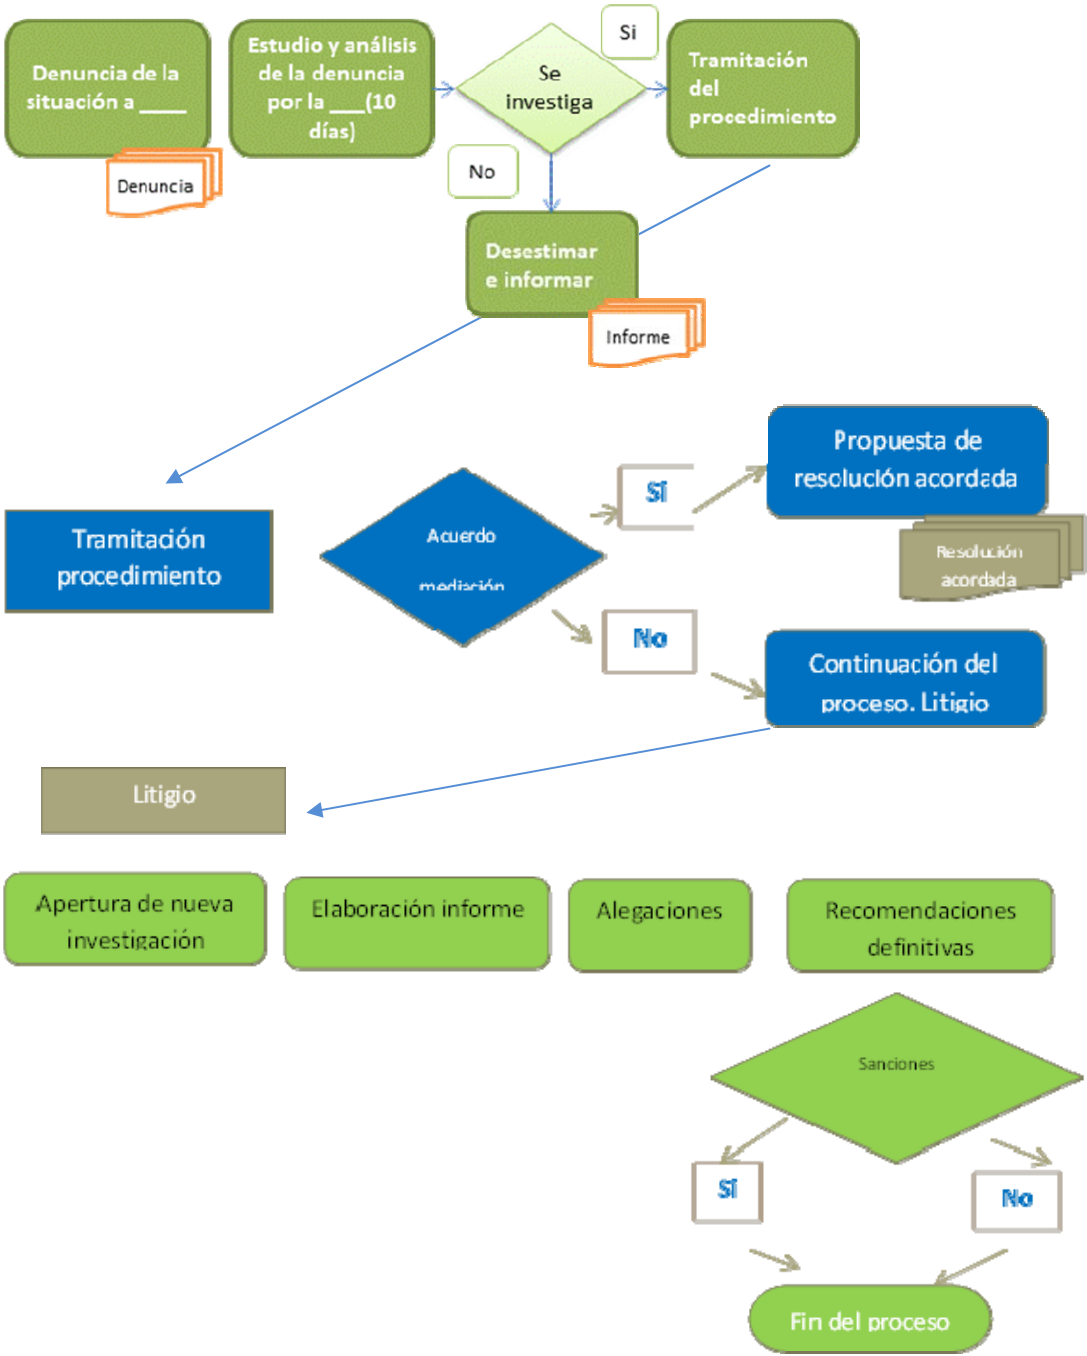 Denuncia de la
situación a ____
Denuncia
Estudio y análisis
de la denuncia
por la ___(10
días)
Se
investiga
Si
No
Tramitación
del
procedimiento
Desestimar
e informar
Informe
Tramitación
procedimiento
Acuerdo
mediación
Si
No
Propuesta de
resolución acordada
Resolución
acordada
Continuación del
proceso. Litigio
Litigio
Apertura de nueva
investigación
Elaboración informe
Alegaciones
Recomendaciones
definitivas
Sanciones
Si
No
Fin del proceso